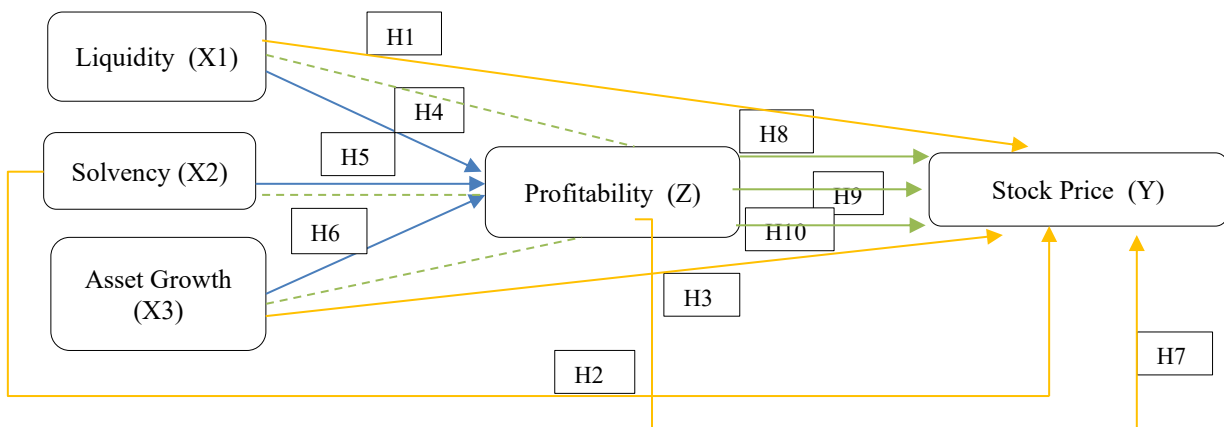 H1
Liquidity (X1)
H4
H8
H5
Solvency (X2)
Profitability (Z)
Stock Price (Y)
H9
H6
H10
Asset Growth
(X3)
H3
H2
H7